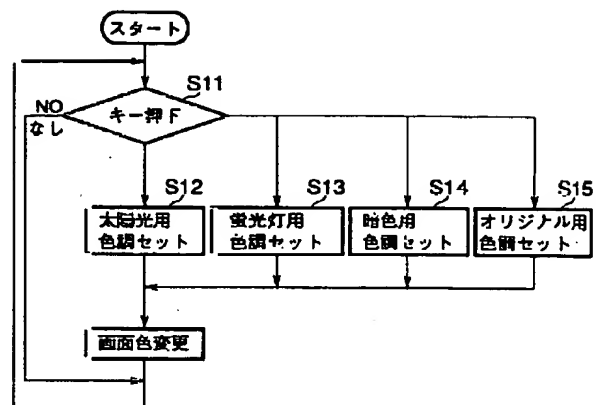 スタート
S11
NO
なし
キー押下
S12
S13
S14
S15
太陽光用
色調セット
蛍光灯用
色調セット
暗色用
色調セット
オリジナル用
色調セット
画面色変更